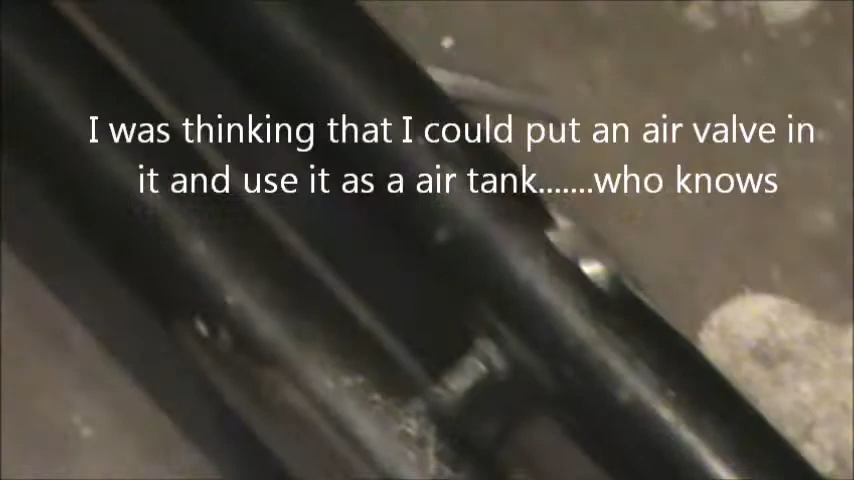 I was thinking that I could put an air valve in
it and use it as a air tank.......who knows